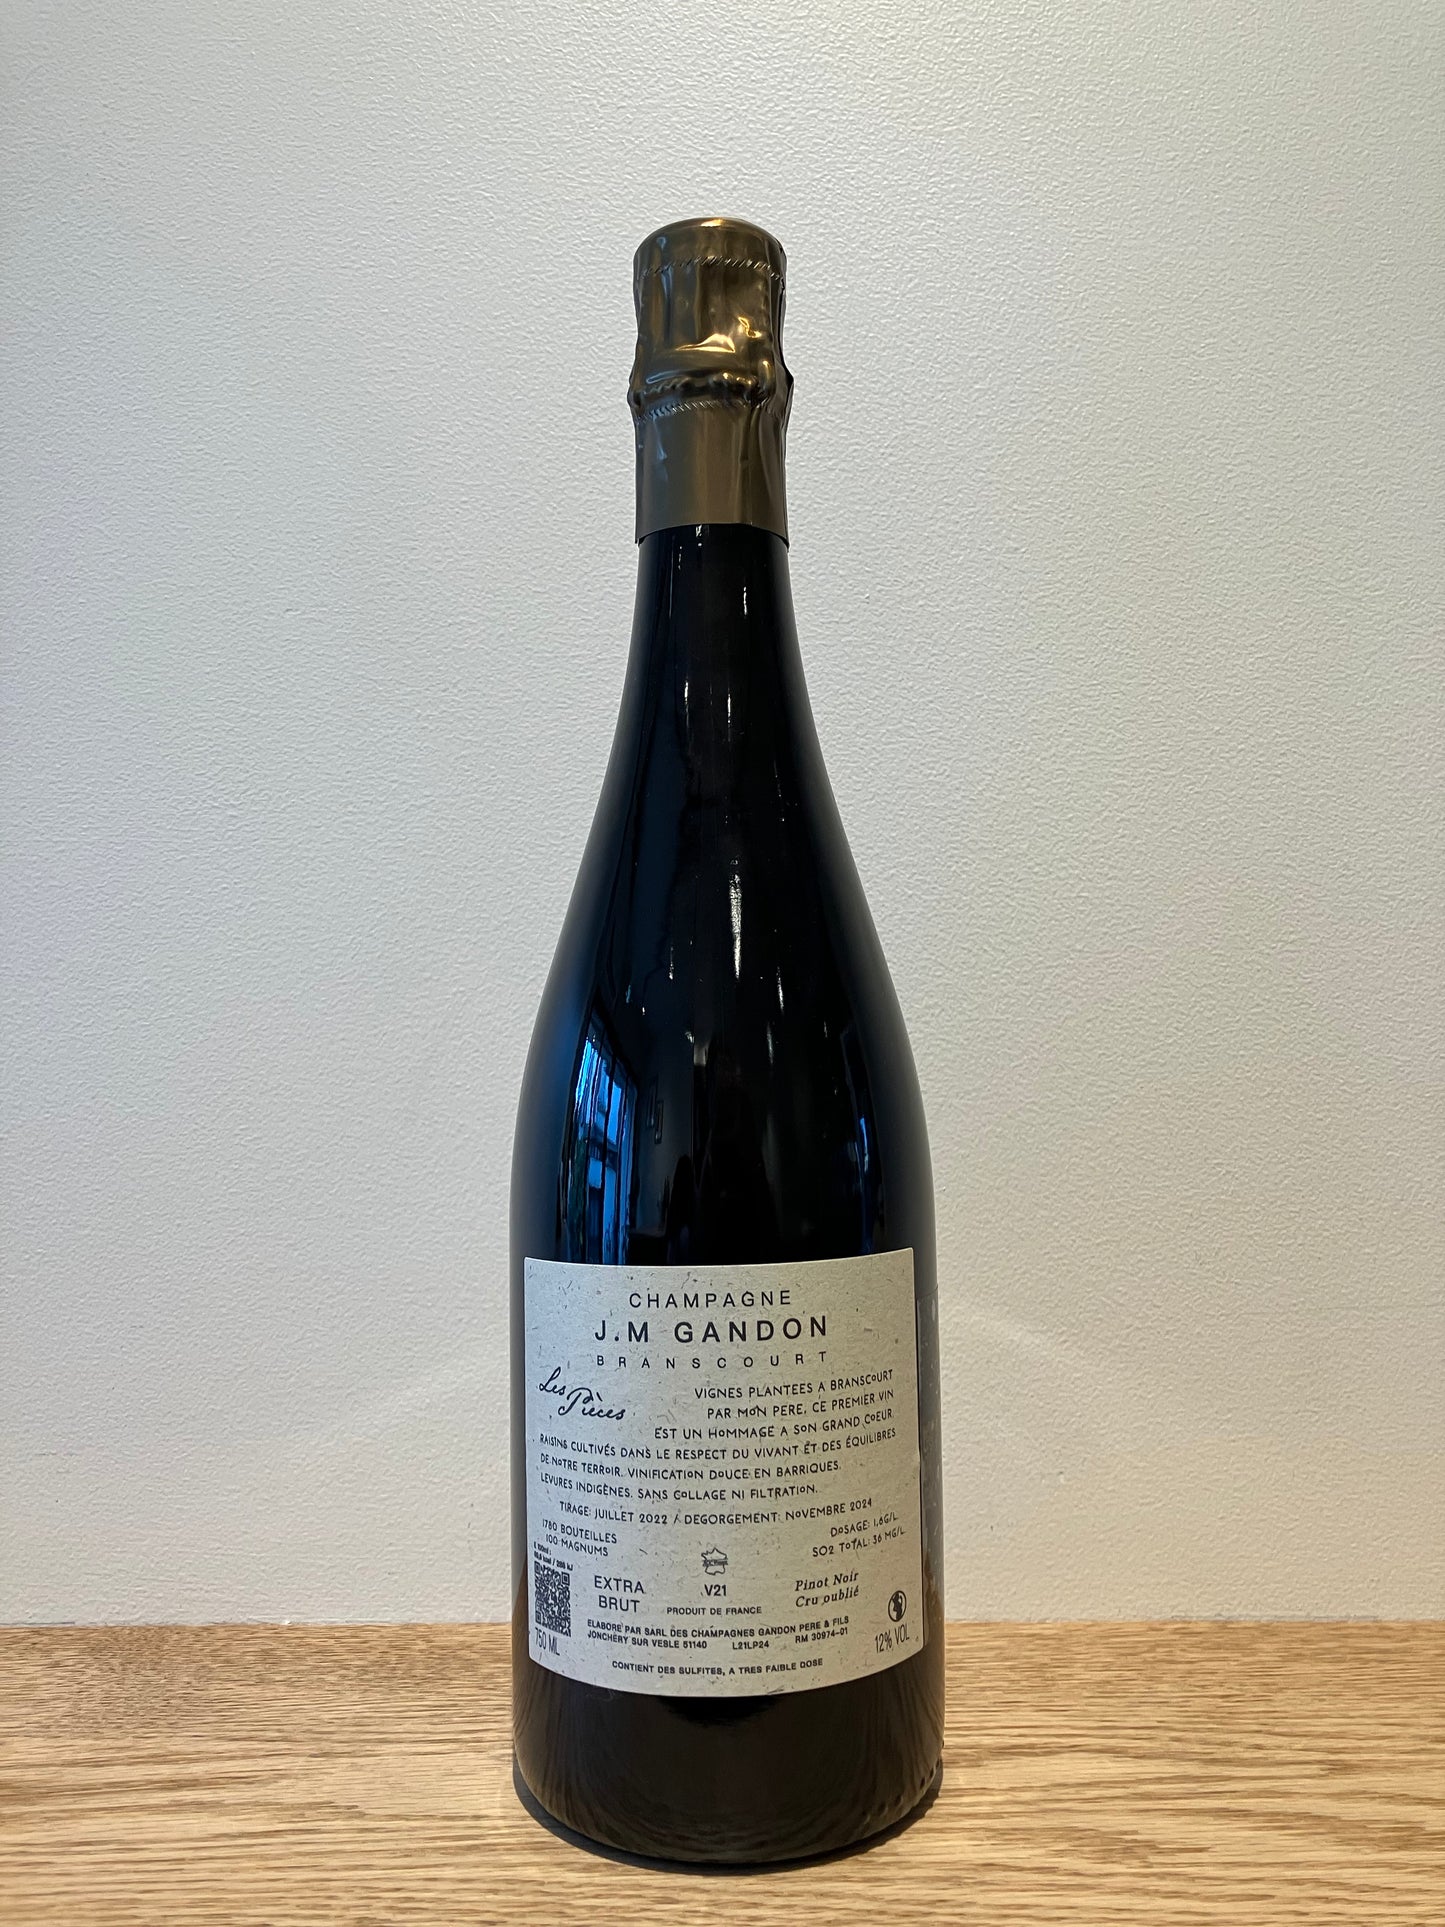 CHAMPAGNE
J.M GANDON
BRANSCOURT
Les Pièces
VIGNES PLANTEES A BRANSCOURT
PAR MON PERE, CE PREMIER VIN
EST UN HOMMAGE A SON GRAND COEUR.
RAISINS CULTIVÉS DANS LE RESPECT DU VIVANT ET DES ÉQUILIBRES
DE NOTRE TERROIR. VINIFICATION DOUCE EN BARRIQUES.
LEVURES INDIGÈNES. SANS COLLAGE NI FILTRATION.
TIRAGE: JUILLET 2022 / DEGORGEMENT: NOVEMBRE 2024
1780 BOUTEILLES
100 MAGNUMS
DOSAGE: 1,6G/L
SO2 TOTAL: 36 MG/L
EXTRA
BRUT
V21
PRODUIT DE FRANCE
Pinot Noir
Cru oublié
ELABORE PAR SARL DES CHAMPAGNES GANDON PERE & FILS
JONCHERY SUR VESLE 51140 L21LP24 RM 30974-01
750 ML
12% VOL
CONTIENT DES SULFITES, A TRES FAIBLE DOSE